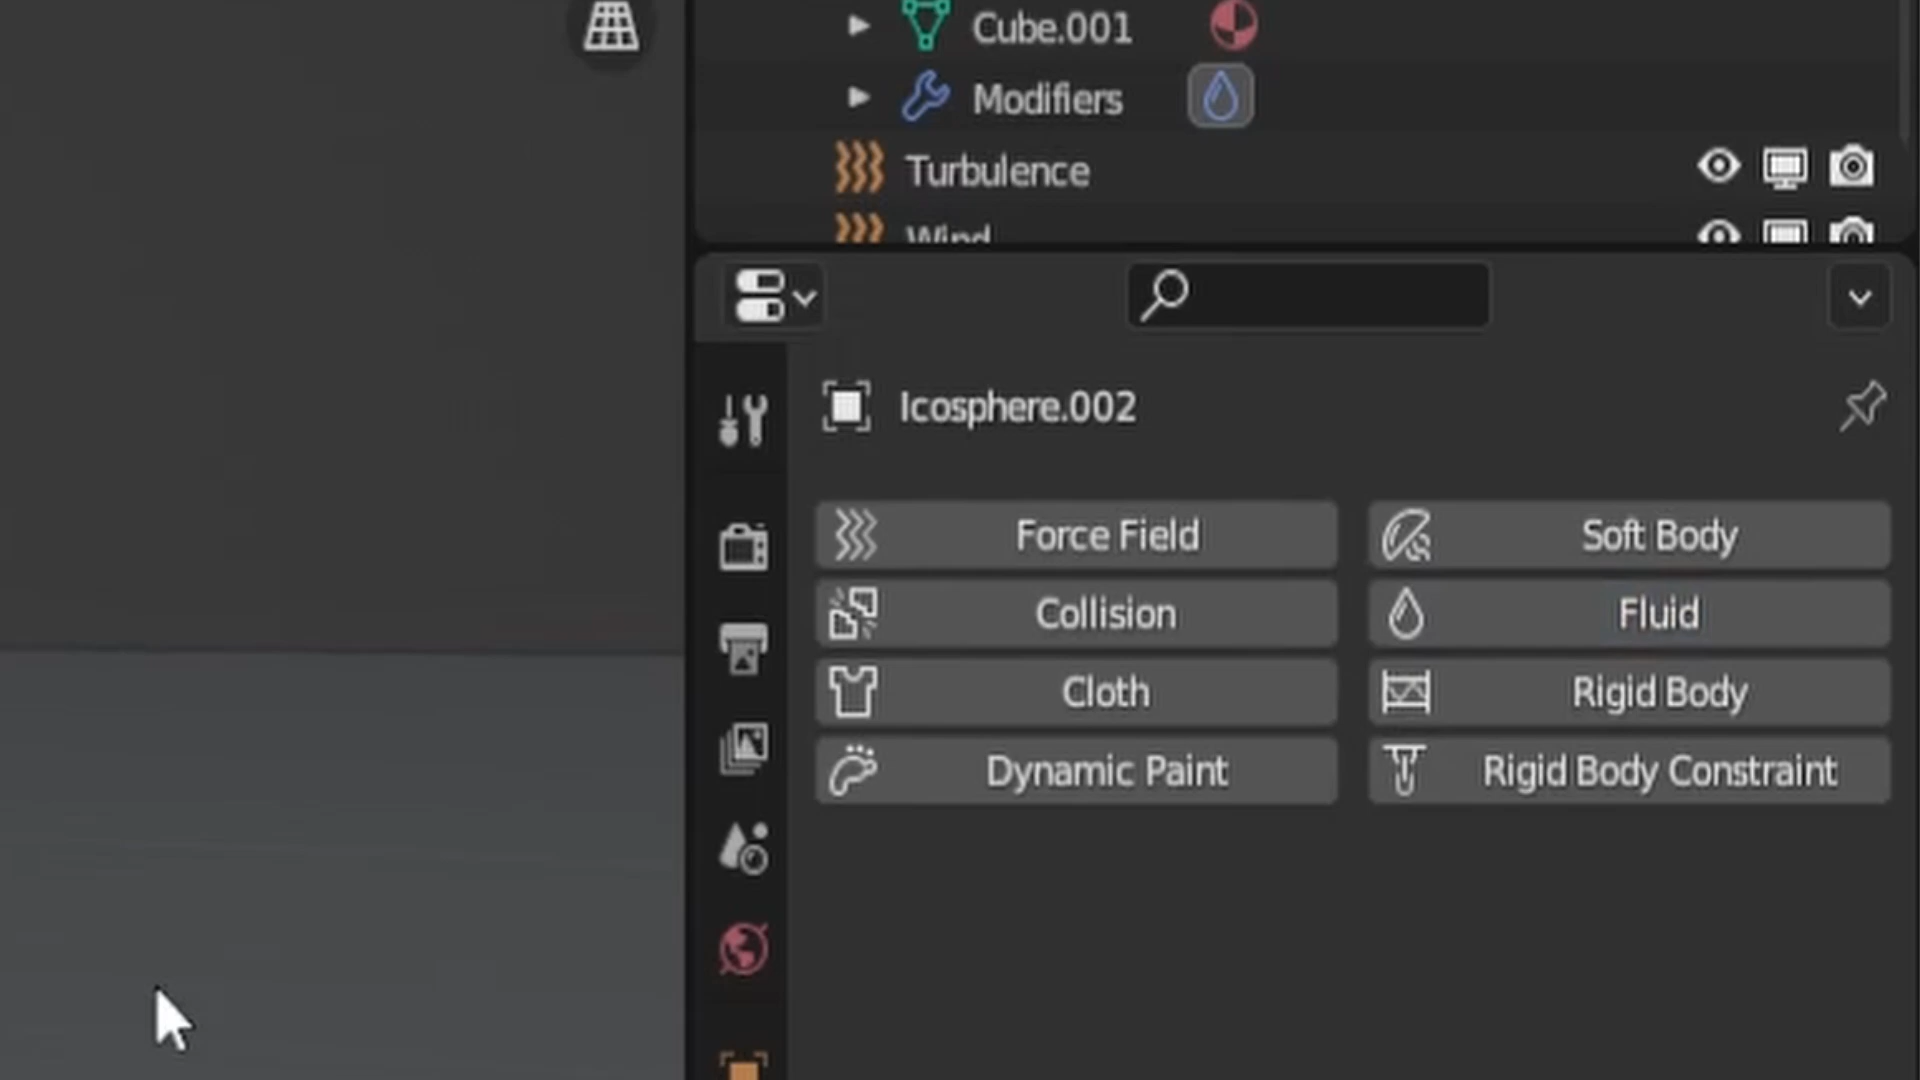 Cube.001
Modifiers
Turbulence
Wind
Icosphere.002
Force Field
Soft Body
Collision
Fluid
Cloth
Rigid Body
Dynamic Paint
Rigid Body Constraint